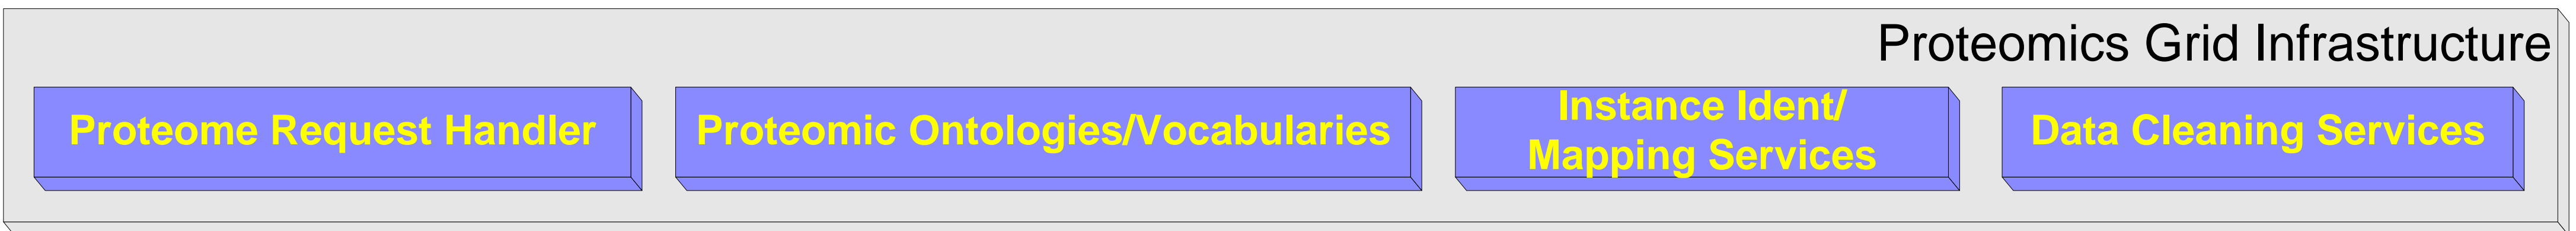 Proteomics Grid Infrastructure
Proteome Request Handler
Proteomic Ontologies/Vocabularies
Instance Ident/
Mapping Services
Data Cleaning Services